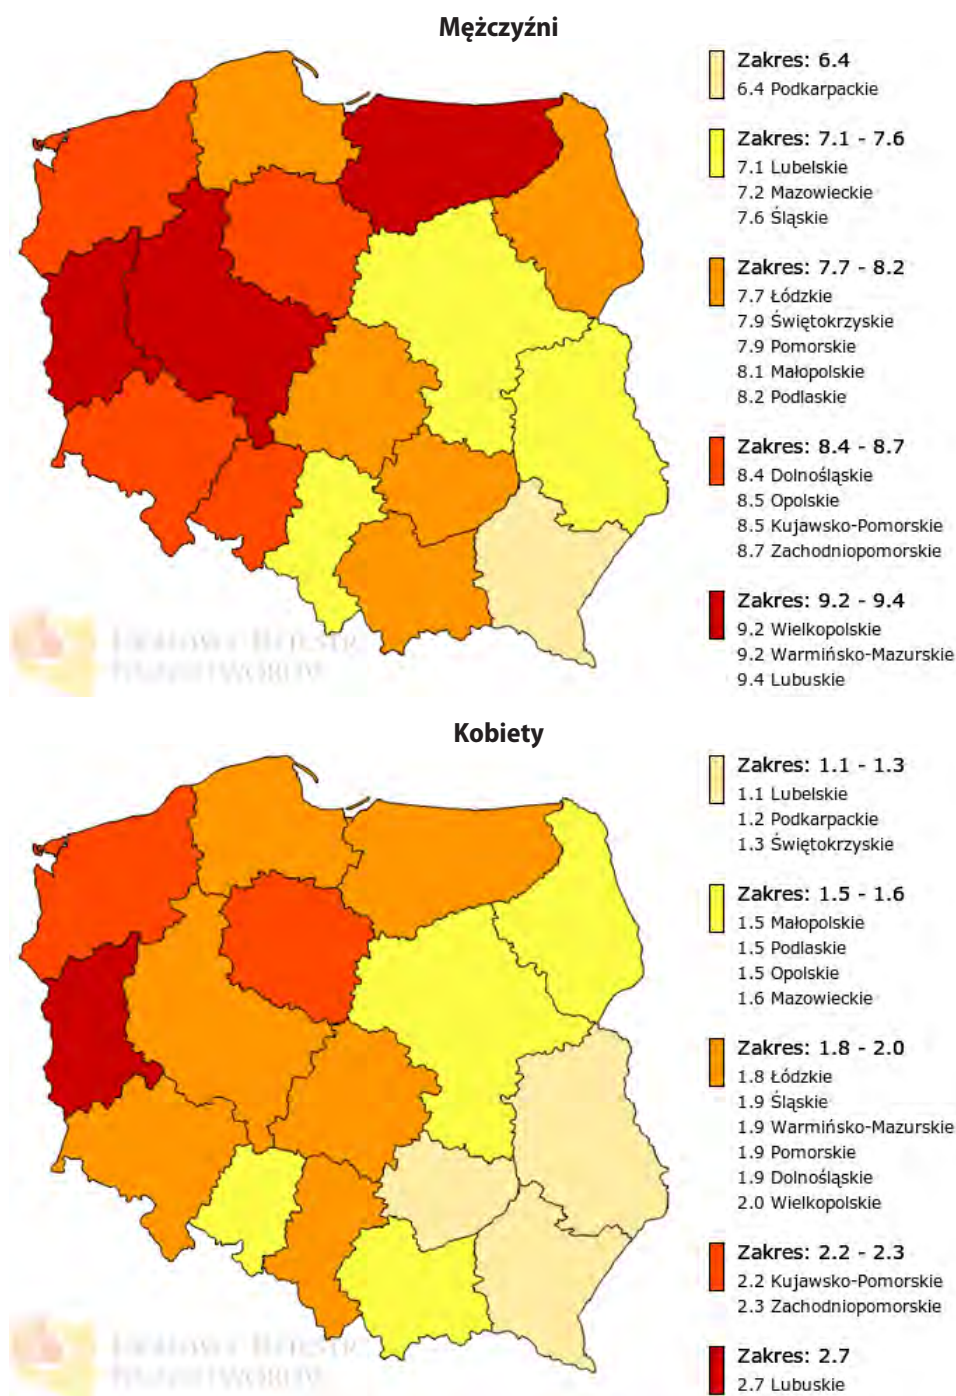 Mężczyźni
Zakres: 6.4
6.4 Podkarpackie
Zakres: 7.1 - 7.6
7.1 Lubelskie
7.2 Mazowieckie
7.6 Śląskie
Zakres: 7.7 - 8.2
7.7 Łódzkie
7.9 Świętokrzyskie
7.9 Pomorskie
8.1 Małopolskie
8.2 Podlaskie
Zakres: 8.4 - 8.7
8.4 Dolnośląskie
8.5 Opolskie
8.5 Kujawsko-Pomorskie
8.7 Zachodniopomorskie
Zakres: 9.2 - 9.4
9.2 Wielkopolskie
9.2 Warmińsko-Mazurskie
9.4 Lubuskie
Kobiety
Zakres: 1.1 - 1.3
1.1 Lubelskie
1.2 Podkarpackie
1.3 Świętokrzyskie
Zakres: 1.5 - 1.6
1.5 Małopolskie
1.5 Podlaskie
1.5 Opolskie
1.6 Mazowieckie
Zakres: 1.8 - 2.0
1.8 Łódzkie
1.9 Śląskie
1.9 Warmińsko-Mazurskie
1.9 Pomorskie
1.9 Dolnośląskie
2.0 Wielkopolskie
Zakres: 2.2 - 2.3
2.2 Kujawsko-Pomorskie
2.3 Zachodniopomorskie
Zakres: 2.7
2.7 Lubuskie